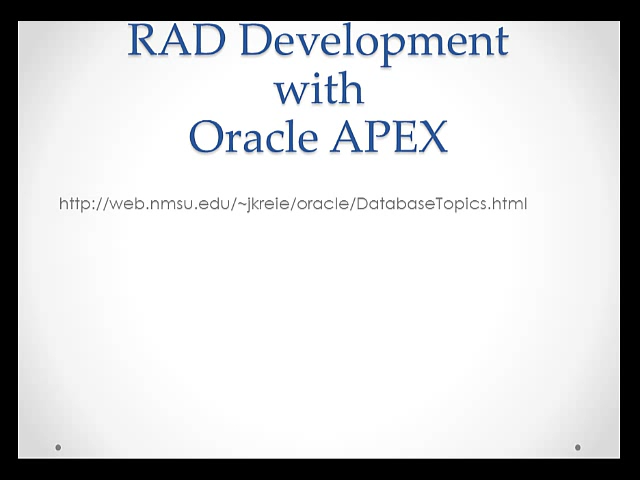 RAD Development
with
Oracle APEX
http://web.nmsu.edu/~jkreie/oracle/DatabaseTopics.html